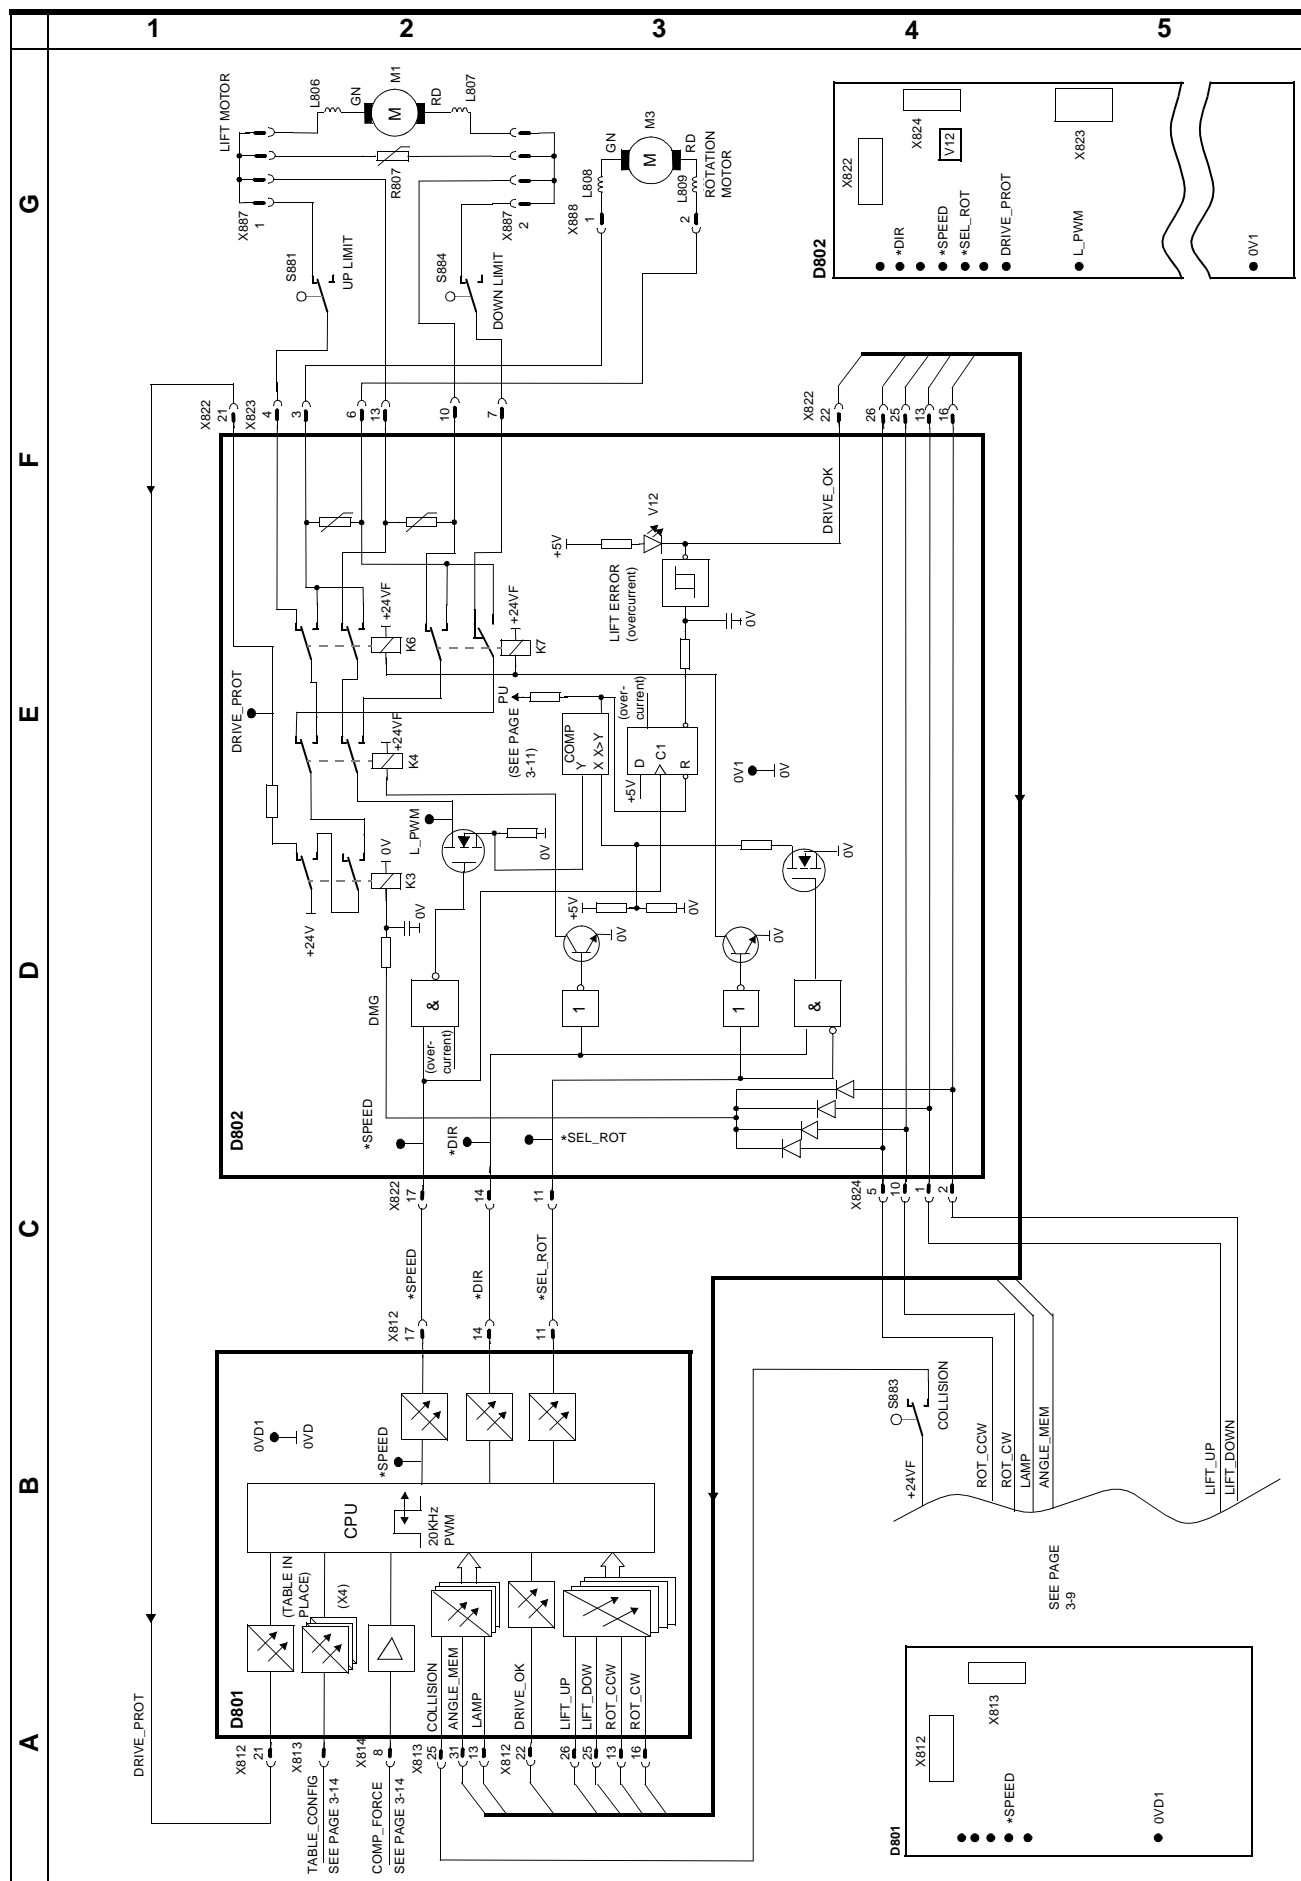 1 2 3 4 5
G
F
E
D
C
B
A
LIFT MOTOR
L806
GN
M1
M
RD
L807
R807
X887
1
X887
2
S881
UP LIMIT
S884
DOWN LIMIT
X888
1
L808
GN
M3
M
RD
L809
2
ROTATION
MOTOR
D802
X822
X824
V12
X823
*DIR
*SPEED
*SEL_ROT
DRIVE_PROT
L_PWM
0V1
X822
21
X823
4
3
6
13
10
7
X822
22
26
25
13
16
DRIVE_PROT
+24VF
K6
+24VF
K7
+24VF
K4
+24V
0V
K3
0V
DMG
L_PWM
0V
PU
(SEE PAGE
3-11)
COMP
Y
X X>Y
+5V
D
C1
R
(over-
current)
LIFT ERROR
(overcurrent)
+5V
V12
DRIVE_OK
0V
0V1
0V
+5V
0V
0V
0V
0V
&
(over-
current)
1
1
&
D802
*SPEED
*DIR
*SEL_ROT
X822
17
14
11
X824
5
10
1
2
*SPEED
*DIR
*SEL_ROT
X812
17
14
11
0VD1
0VD
*SPEED
CPU
20KHz
PWM
(TABLE IN
PLACE)
(X4)
D801
COLLISION
ANGLE_MEM
LAMP
DRIVE_OK
LIFT_UP
LIFT_DOW
ROT_CCW
ROT_CW
DRIVE_PROT
X812
21
X813
X814
8
X813
25
31
13
X812
22
26
25
13
16
TABLE_CONFIG
SEE PAGE 3-14
COMP_FORCE
SEE PAGE 3-14
S883
COLLISION
+24VF
ROT_CCW
ROT_CW
LAMP
ANGLE_MEM
LIFT_UP
LIFT_DOWN
SEE PAGE
3-9
D801
X812
X813
*SPEED
0VD1